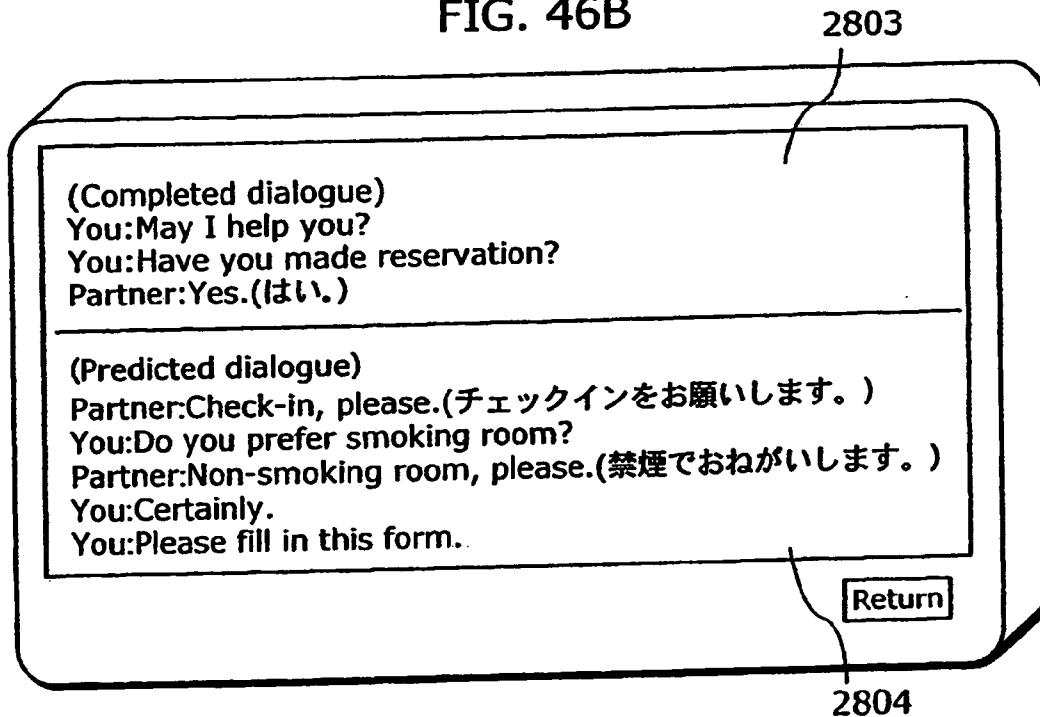 FIG. 46B
2803
(Completed dialogue)
You:May I help you?
You:Have you made reservation?
Partner:Yes.(はい。)
(Predicted dialogue)
Partner:Check-in, please.(チェックインをお願いします。)
You:Do you prefer smoking room?
Partner:Non-smoking room, please.(禁煙でおねがいします。)
You:Certainly.
You:Please fill in this form.
Return
2804